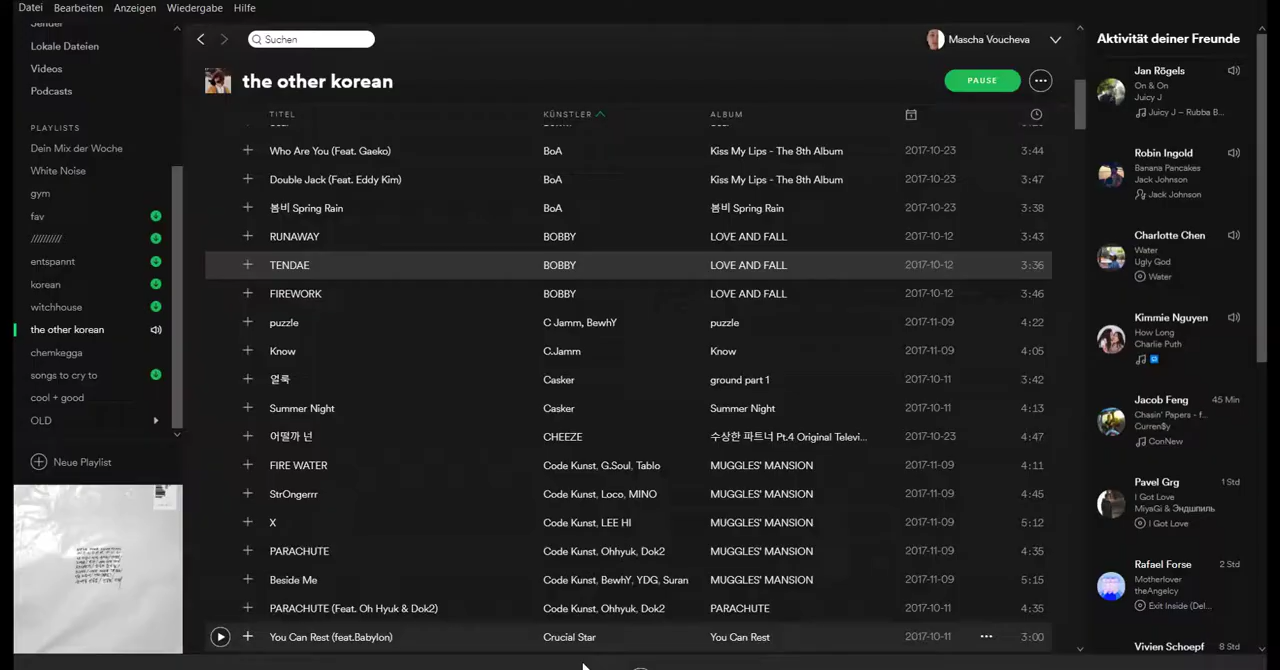 Datei Bearbeiten Anzeigen Wiedergabe Hilfe
Sender
Lokale Dateien
Videos
Podcasts
PLAYLISTS
Dein Mix der Woche
White Noise
gym
fav
//////////
entspannt
korean
witchhouse
the other korean
chemkegga
songs to cry to
cool + good
OLD
Neue Playlist
Suchen
Mascha Voucheva
the other korean
PAUSE
TITEL KÜNSTLER ALBUM
Who Are You (Feat. Gaeko) BoA Kiss My Lips - The 8th Album 2017-10-23 3:44
Double Jack (Feat. Eddy Kim) BoA Kiss My Lips - The 8th Album 2017-10-23 3:47
봄비 Spring Rain BoA 봄비 Spring Rain 2017-10-23 3:38
RUNAWAY BOBBY LOVE AND FALL 2017-10-12 3:43
TENDAE BOBBY LOVE AND FALL 2017-10-12 3:36
FIREWORK BOBBY LOVE AND FALL 2017-10-12 3:46
puzzle C Jamm, BewhY puzzle 2017-11-09 4:22
Know C.Jamm Know 2017-11-09 4:05
얼룩 Casker ground part 1 2017-10-11 3:42
Summer Night Casker Summer Night 2017-10-11 4:13
어떨까 넌 CHEEZE 수상한 파트너 Pt.4 Original Televi... 2017-10-23 4:47
FIRE WATER Code Kunst, G.Soul, Tablo MUGGLES' MANSION 2017-11-09 4:11
StrOngerrr Code Kunst, Loco, MINO MUGGLES' MANSION 2017-11-09 4:45
X Code Kunst, LEE HI MUGGLES' MANSION 2017-11-09 5:12
PARACHUTE Code Kunst, Ohhyuk, Dok2 MUGGLES' MANSION 2017-11-09 4:35
Beside Me Code Kunst, BewhY, YDG, Suran MUGGLES' MANSION 2017-11-09 5:15
PARACHUTE (Feat. Oh Hyuk & Dok2) Code Kunst, Ohhyuk, Dok2 PARACHUTE 2017-10-11 4:35
You Can Rest (feat.Babylon) Crucial Star You Can Rest 2017-10-11 3:00
Aktivität deiner Freunde
Jan Rögels
On & On
Juicy J
Juicy J – Rubba B...
Robin Ingold
Banana Pancakes
Jack Johnson
Jack Johnson
Charlotte Chen
Water
Ugly God
Water
Kimmie Nguyen
How Long
Charlie Puth
Jacob Feng 45 Min
Chasin' Papers - f...
Curren$y
ConNew
Pavel Grg 1 Std
I Got Love
MiyaGi & Эндшпиль
I Got Love
Rafael Forse 2 Std
Motherlover
theAngelcy
Exit Inside (Del...
Vivien Schoepf 8 Std